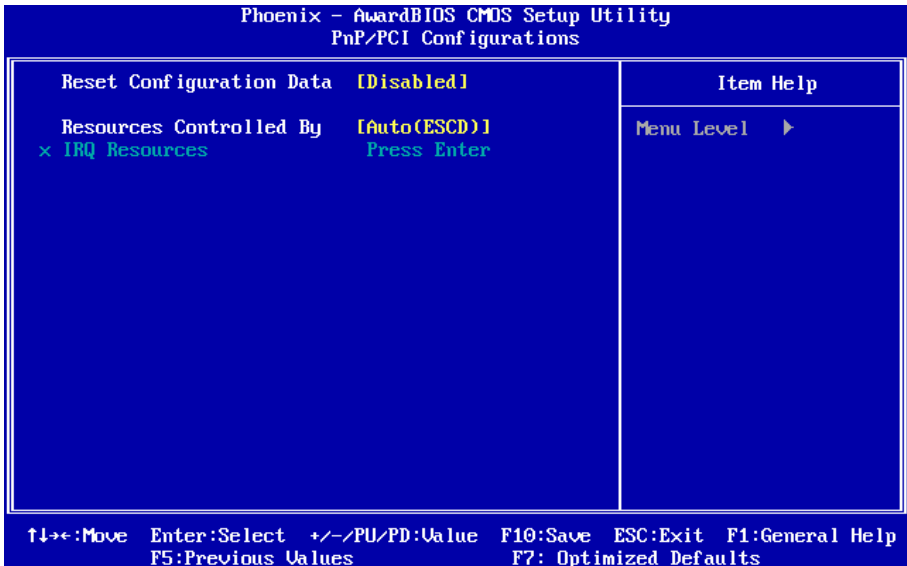 Phoenix - AwardBIOS CMOS Setup Utility
PnP/PCI Configurations
Reset Configuration Data [Disabled]
Item Help
Resources Controlled By [Auto(ESCD)]
Menu Level ▶
x IRQ Resources Press Enter
↑↓→←:Move Enter:Select +/-/PU/PD:Value F10:Save ESC:Exit F1:General Help
F5:Previous Values F7: Optimized Defaults